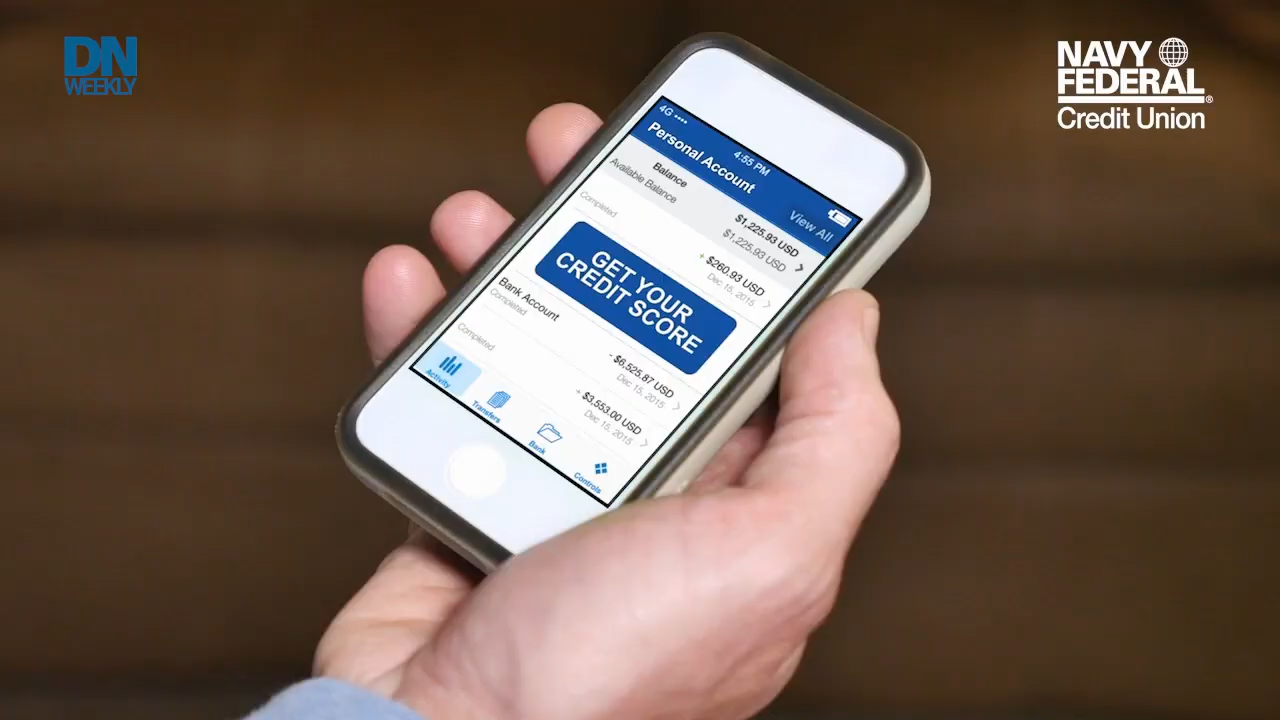 DN
WEEKLY
NAVY
FEDERAL®
Credit Union
4G
4:55 PM
Personal Account
View All
Balance
$1,225.93 USD
Available Balance
$1,225.93 USD
Completed
+ $260.93 USD
Dec 15, 2015
GET YOUR
CREDIT SCORE
Bank Account
Completed
- $6,525.87 USD
Dec 15, 2015
Completed
+ $3,553.00 USD
Dec 15, 2015
Activity
Transfers
Bank
Controls